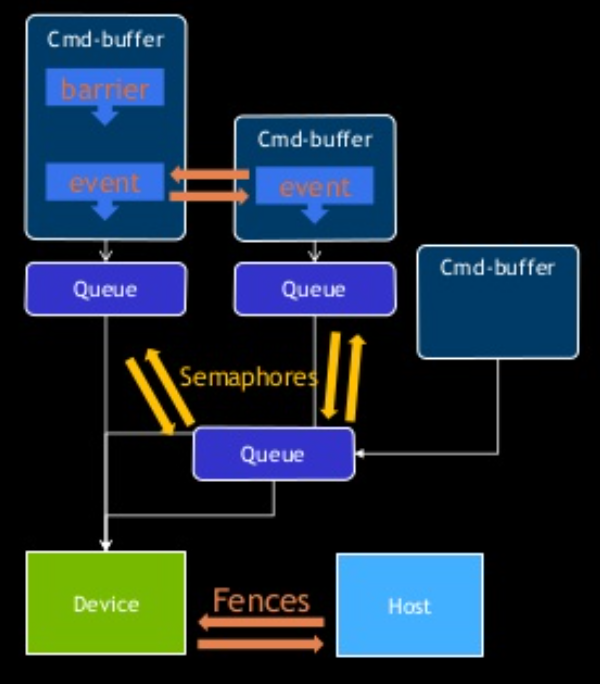 Cmd-buffer
barrier
event
Cmd-buffer
event
Cmd-buffer
Queue
Queue
Semaphores
Queue
Device
Fences
Host